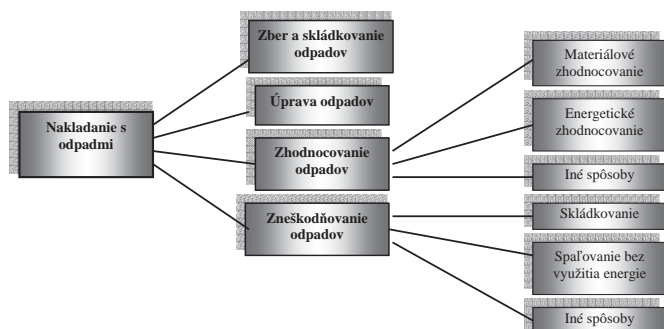 Nakladanie s
odpadmi
Zber a skládkovanie
odpadov
Úprava odpadov
Zhodnocovanie
odpadov
Zneškodňovanie
odpadov
Materiálové
zhodnocovanie
Energetické
zhodnocovanie
Iné spôsoby
Skládkovanie
Spaľovanie bez
využitia energie
Iné spôsoby